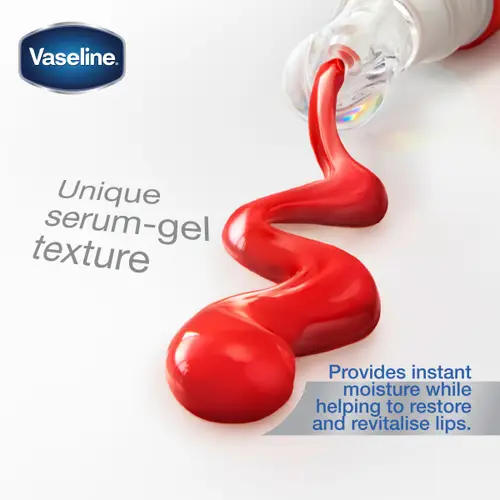 Vaseline
Unique
serum-gel
texture
Provides instant
moisture while
helping to restore
and revitalise lips.